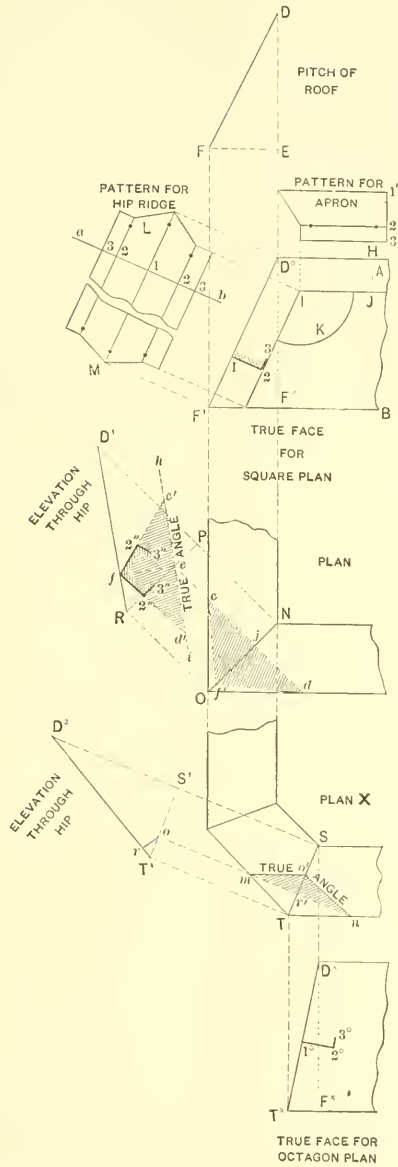 D
PITCH OF
ROOF
F
E
PATTERN FOR
HIP RIDGE
PATTERN FOR
APRON
1'
2
3
H
a
L
3
2
1
2
3
b
M
D°
A
I
J
K
3
1
2
F'
F'
B
TRUE FACE
FOR
SQUARE PLAN
D'
ELEVATION
THROUGH
HIP
h
c'
P
2"
3"
e
TRUE ANGLE
f
3"
2"
R
d'
i
PLAN
N
c
j
O
f'
d
D²
S'
ELEVATION
THROUGH
HIP
PLAN X
S
o
r
T'
TRUE o' ANGLE
m
r'
n
T
D'
3°
1°
2°
F×
T×
TRUE FACE FOR
OCTAGON PLAN